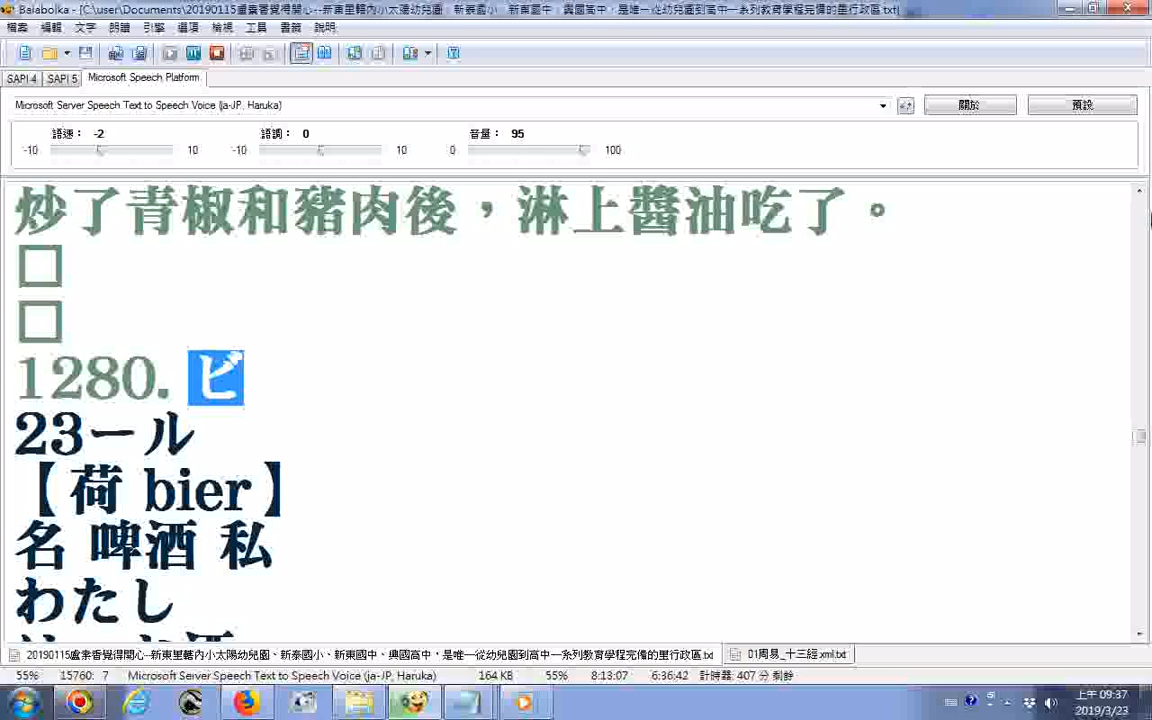 Balabolka - [C:\user\Documents\20190115盧素香覺得開心--新東里轄內小太陽幼兒園、新泰國小、新東國中、興國高中，是唯一從幼兒園到高中一系列教育學程完備的里行政區.txt]
檔案 編輯 文字 朗讀 引擎 選項 檢視 工具 書籤 說明
SAPI 4 SAPI 5 Microsoft Speech Platform
Microsoft Server Speech Text to Speech Voice (ja-JP, Haruka) 關於 預設
語速： -2 語調： 0 音量： 95
-10 10 -10 10 0 100
炒了青椒和豬肉後，淋上醬油吃了。
□
□
1280. ビ
23ール
【荷 bier】
名 啤酒 私
わたし
20190115盧素香覺得開心--新東里轄內小太陽幼兒園、新泰國小、新東國中、興國高中，是唯一從幼兒園到高中一系列教育學程完備的里行政區.txt 01周易_十三經.xml.txt
55% 15760: 7 Microsoft Server Speech Text to Speech Voice (ja-JP, Haruka) 164 KB 55% 8:13:07 6:36:42 計時器: 407 分 剩餘
上午 09:37
2019/3/23